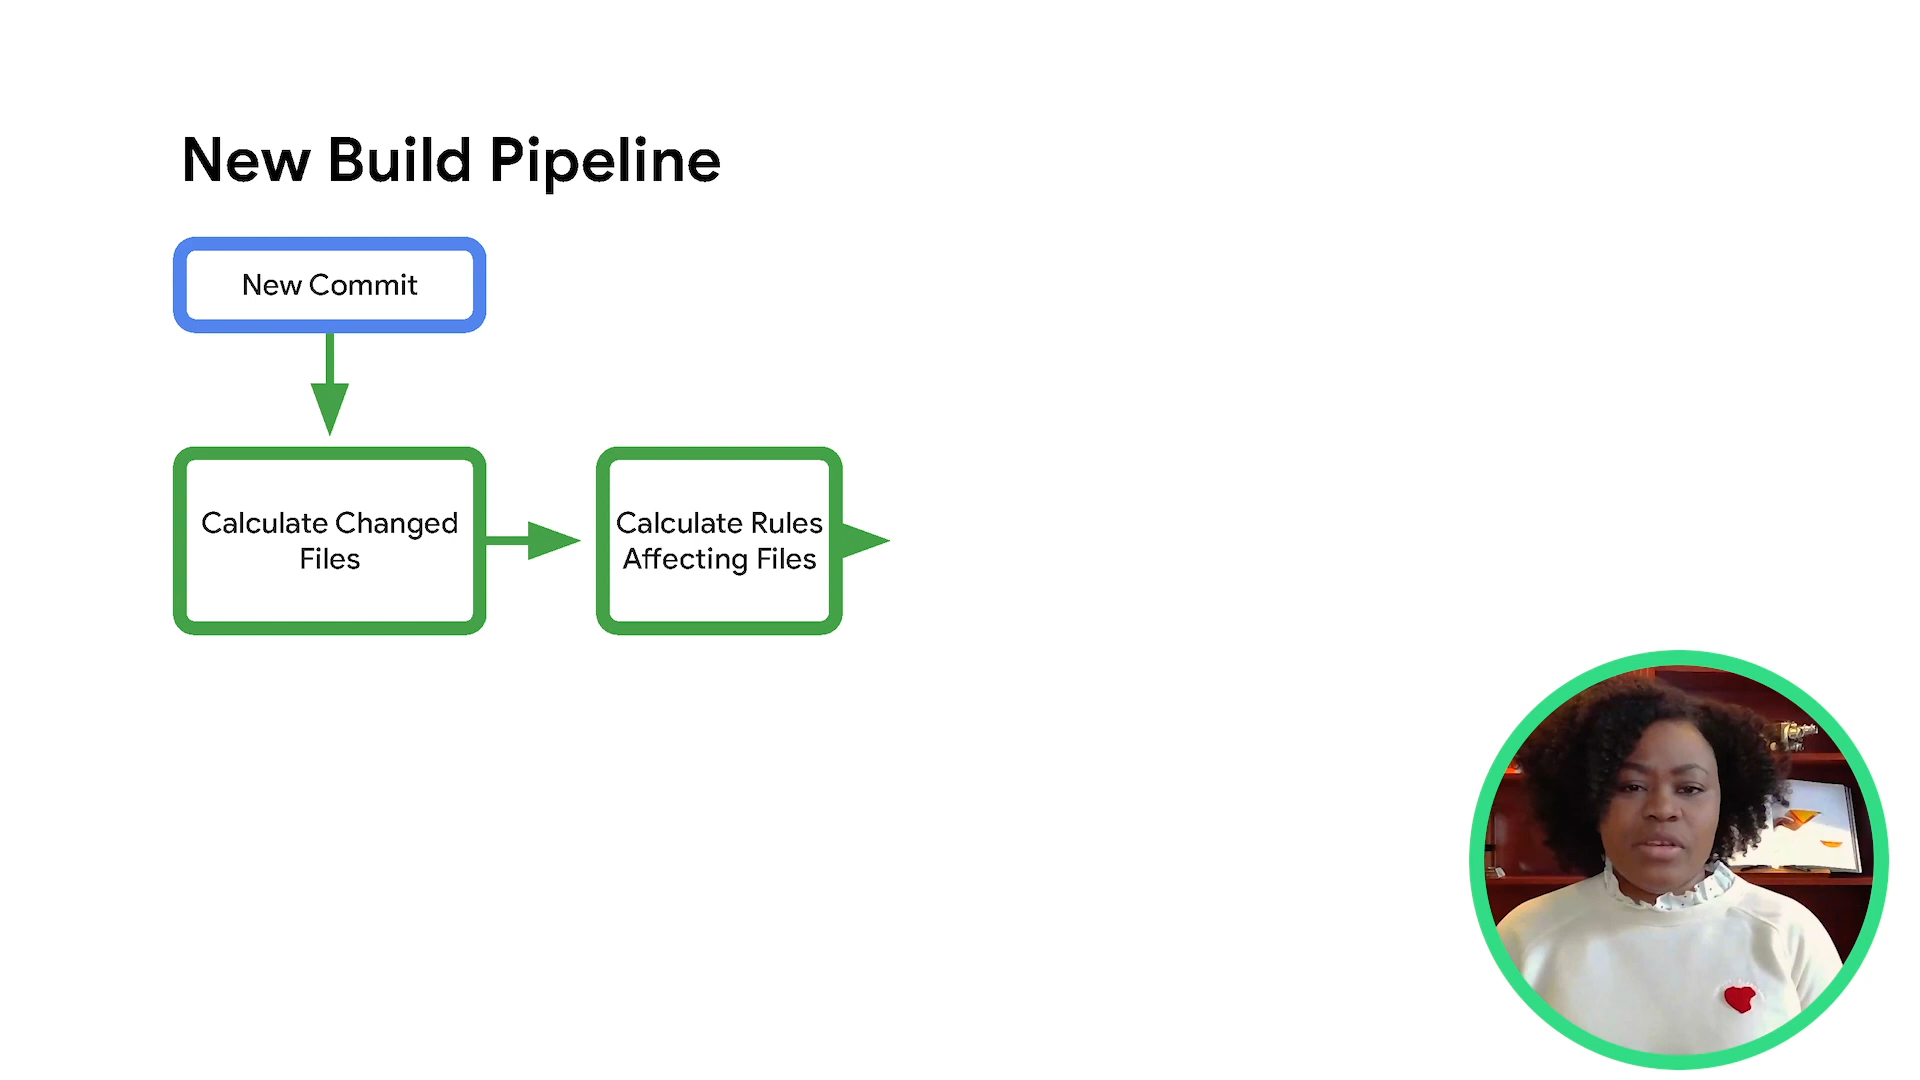 New Build Pipeline
New Commit
Calculate Changed
Files
Calculate Rules
Affecting Files